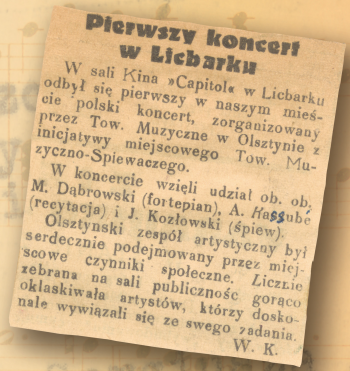 Pierwszy koncert
w Licbarku
W sali Kina »Capitol« w Licbarku
odbył się pierwszy w naszym mieś-
cie polski koncert, zorganizowany
przez Tow. Muzyczne w Olsztynie z
inicjatywy miejscowego Tow. Mu-
zyczno-Śpiewaczego.
W koncercie wzięli udział ob. ob.
M. Dąbrowski (fortepian), A. Kassube
(recytacja) i J. Kozłowski (śpiew).
Olsztyński zespół artystyczny był
serdecznie podejmowany przez miej-
scowe czynniki społeczne. Licznie
zebrana na sali publiczność gorąco
oklaskiwała artystów, którzy dosko-
nale wywiązali się ze swego zadania.
W. K.